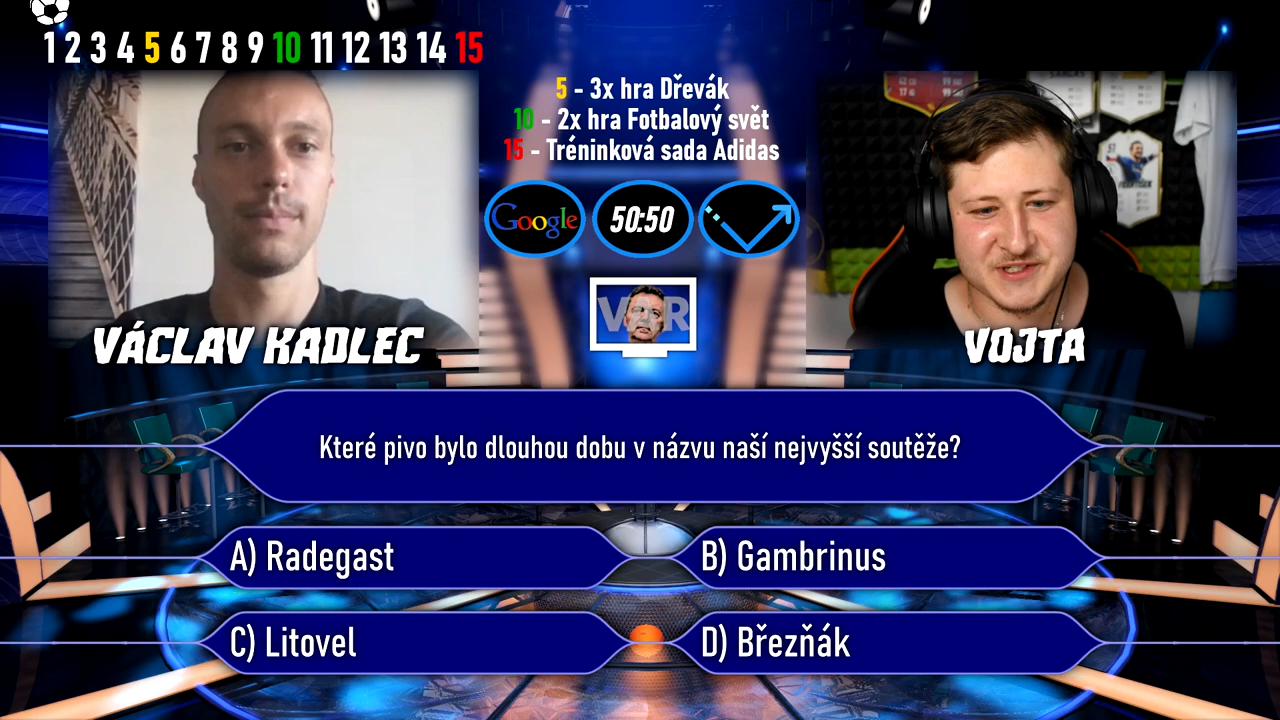 1 2 3 4 5 6 7 8 9 10 11 12 13 14 15
5 - 3x hra Dřevák
10 - 2x hra Fotbalový svět
15 - Tréninková sada Adidas
Google
50:50
VAR
VÁCLAV KADLEC
VOJTA
Které pivo bylo dlouhou dobu v názvu naší nejvyšší soutěže?
A) Radegast
B) Gambrinus
C) Litovel
D) Březňák